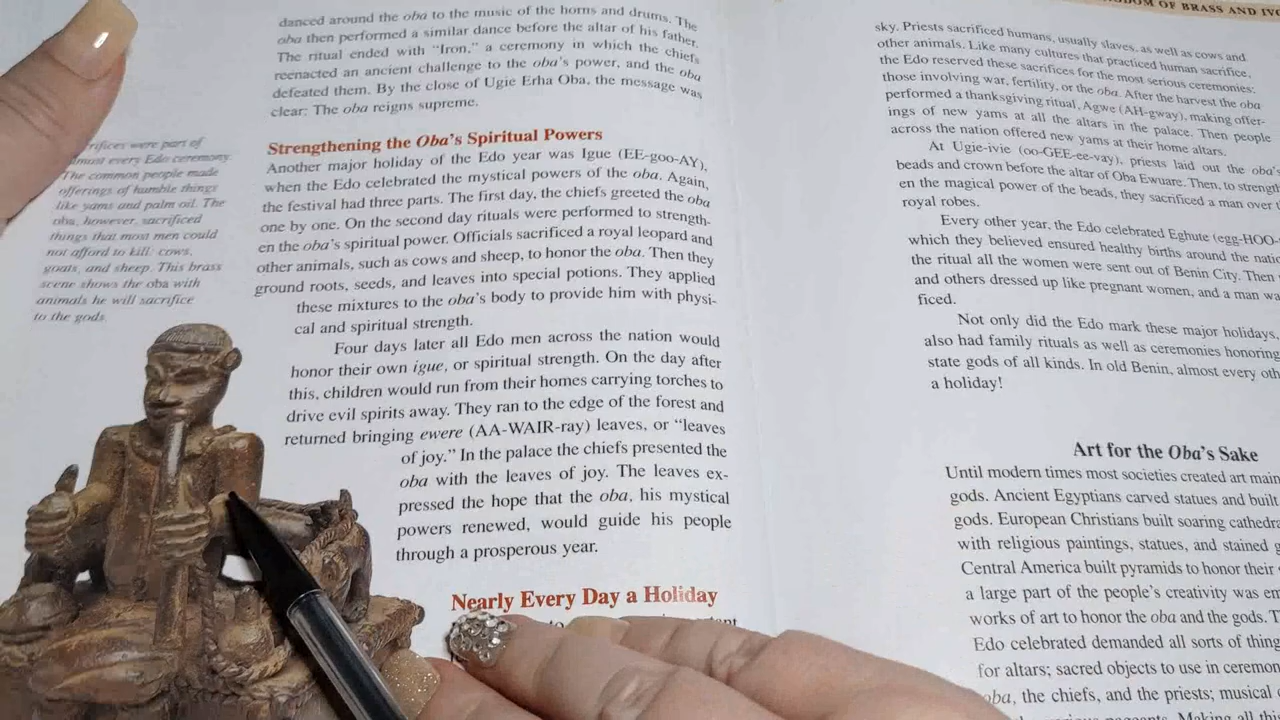 danced around the oba to the music of the horns and drums. The
oba then performed a similar dance before the altar of his father.
The ritual ended with “Iron,” a ceremony in which the chiefs
reenacted an ancient challenge to the oba's power, and the oba
defeated them. By the close of Ugie Erha Oba, the message was
clear: The oba reigns supreme.
Strengthening the Oba's Spiritual Powers
Another major holiday of the Edo year was Igue (EE-goo-AY),
when the Edo celebrated the mystical powers of the oba. Again,
the festival had three parts. The first day, the chiefs greeted the oba
one by one. On the second day rituals were performed to strength-
en the oba's spiritual power. Officials sacrificed a royal leopard and
other animals, such as cows and sheep, to honor the oba. Then they
ground roots, seeds, and leaves into special potions. They applied
these mixtures to the oba's body to provide him with physi-
cal and spiritual strength.
Four days later all Edo men across the nation would
honor their own igue, or spiritual strength. On the day after
this, children would run from their homes carrying torches to
drive evil spirits away. They ran to the edge of the forest and
returned bringing ewere (AA-WAIR-ray) leaves, or “leaves
of joy.” In the palace the chiefs presented the
oba with the leaves of joy. The leaves ex-
pressed the hope that the oba, his mystical
powers renewed, would guide his people
through a prosperous year.
Nearly Every Day a Holiday
to
were part of
every Edo ceremony.
The common people made
offerings of humble things
like yams and palm oil. The
oba, however, sacrificed
things that most men could
not afford to kill: cows,
goats, and sheep. This brass
scene shows the oba with
animals he will sacrifice
to the gods.
OF BRASS AND
sky. Priests sacrificed humans, usually slaves, as well as cows and
other animals. Like many cultures that practiced human sacrifice,
the Edo reserved these sacrifices for the most serious ceremonies:
those involving war, fertility, or the oba. After the harvest the oba
performed a thanksgiving ritual, Agwe (AH-gway), making offer-
ings of new yams at all the altars in the palace. Then people
across the nation offered new yams at their home altars.
At Ugie-ivie (oo-GEE-ee-vay), priests laid out the oba's
beads and crown before the altar of Oba Ewuare. Then, to strength
en the magical power of the beads, they sacrificed a man over
royal robes.
Every other year, the Edo celebrated Eghute (egg-HOO-
which they believed ensured healthy births around the
the ritual all the women were sent out of Benin City. Then
and others dressed up like pregnant women, and a man
ficed.
Not only did the Edo mark these major holidays,
also had family rituals as well as ceremonies honoring
state gods of all kinds. In old Benin, almost every
a holiday!
Art for the Oba's Sake
Until modern times most societies created art
gods. Ancient Egyptians carved statues and built
gods. European Christians built soaring
with religious paintings, statues, and stained
Central America built pyramids to honor their
a large part of the people's creativity was
works of art to honor the oba and the gods.
Edo celebrated demanded all sorts of
for altars; sacred objects to use in
oba, the chiefs, and the priests; musical
Making all